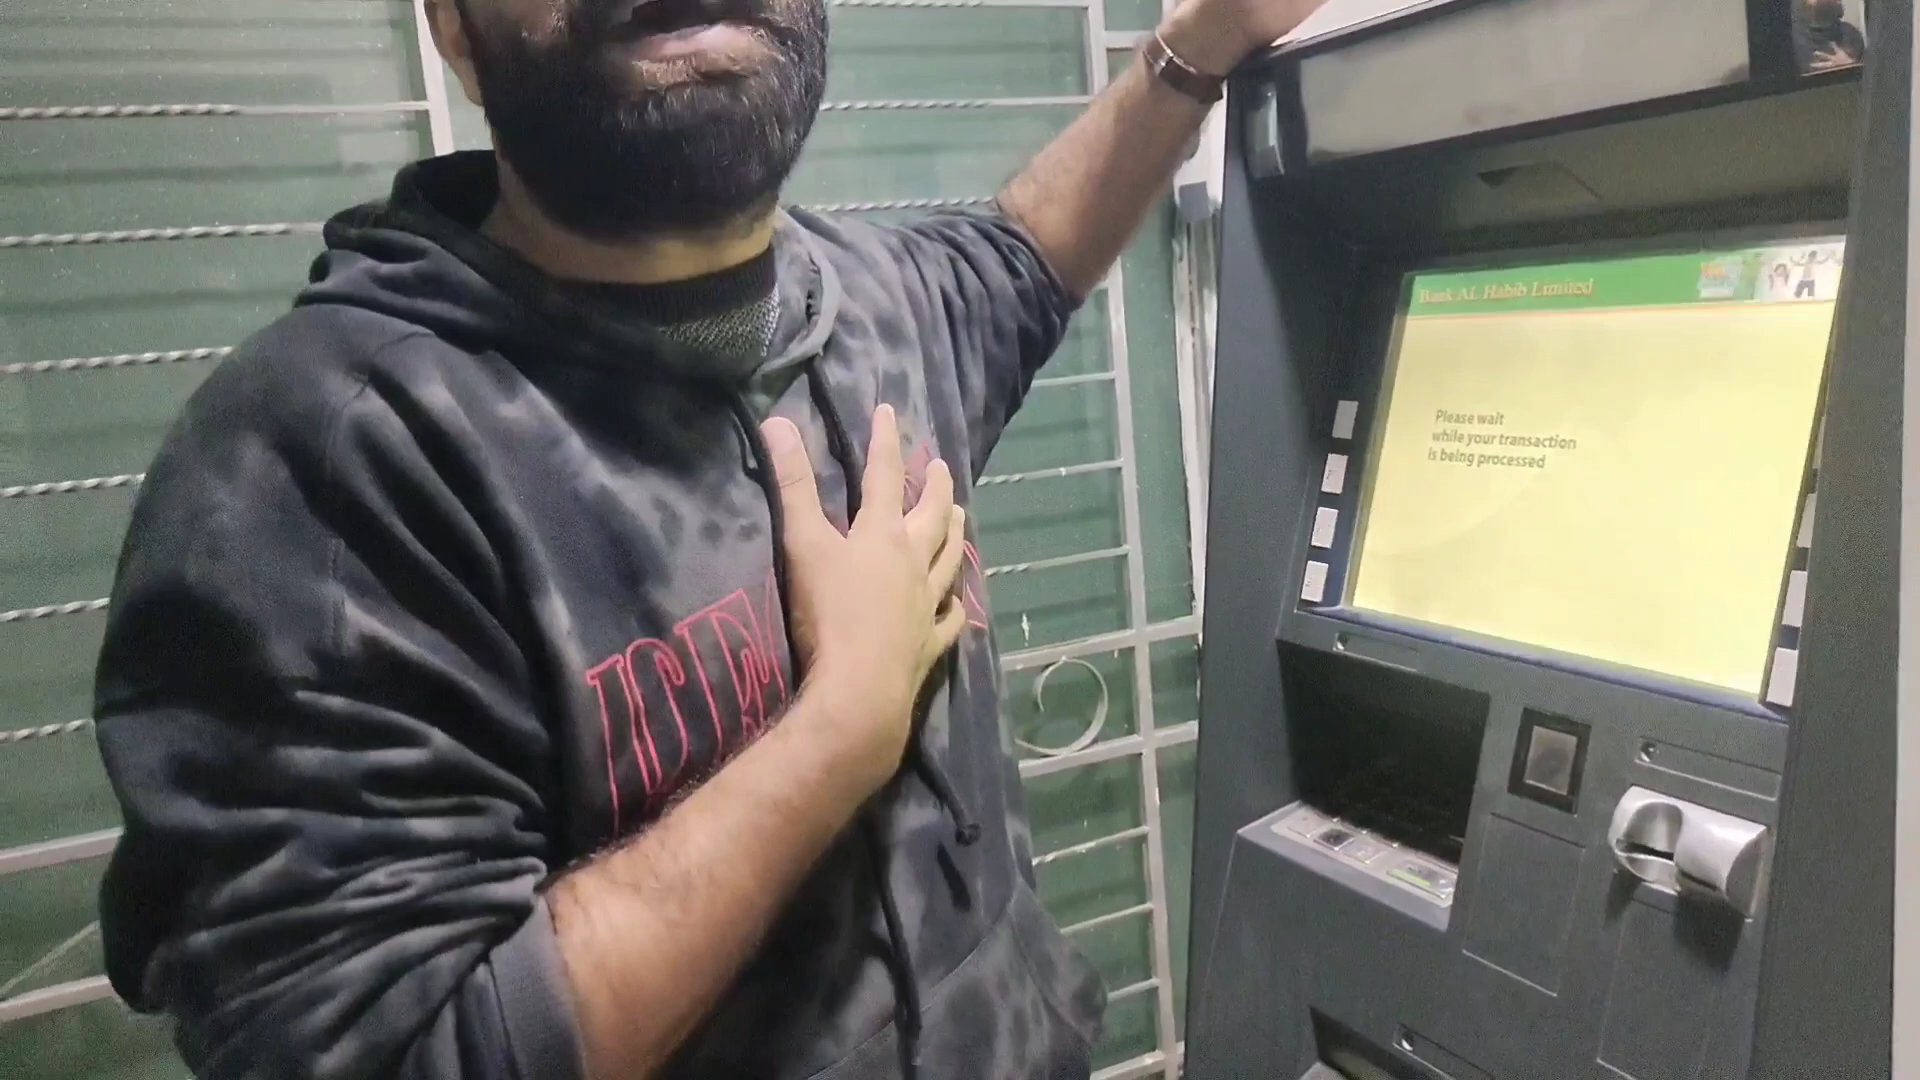 Bank AL Habib Limited
Please wait
while your transaction
is being processed